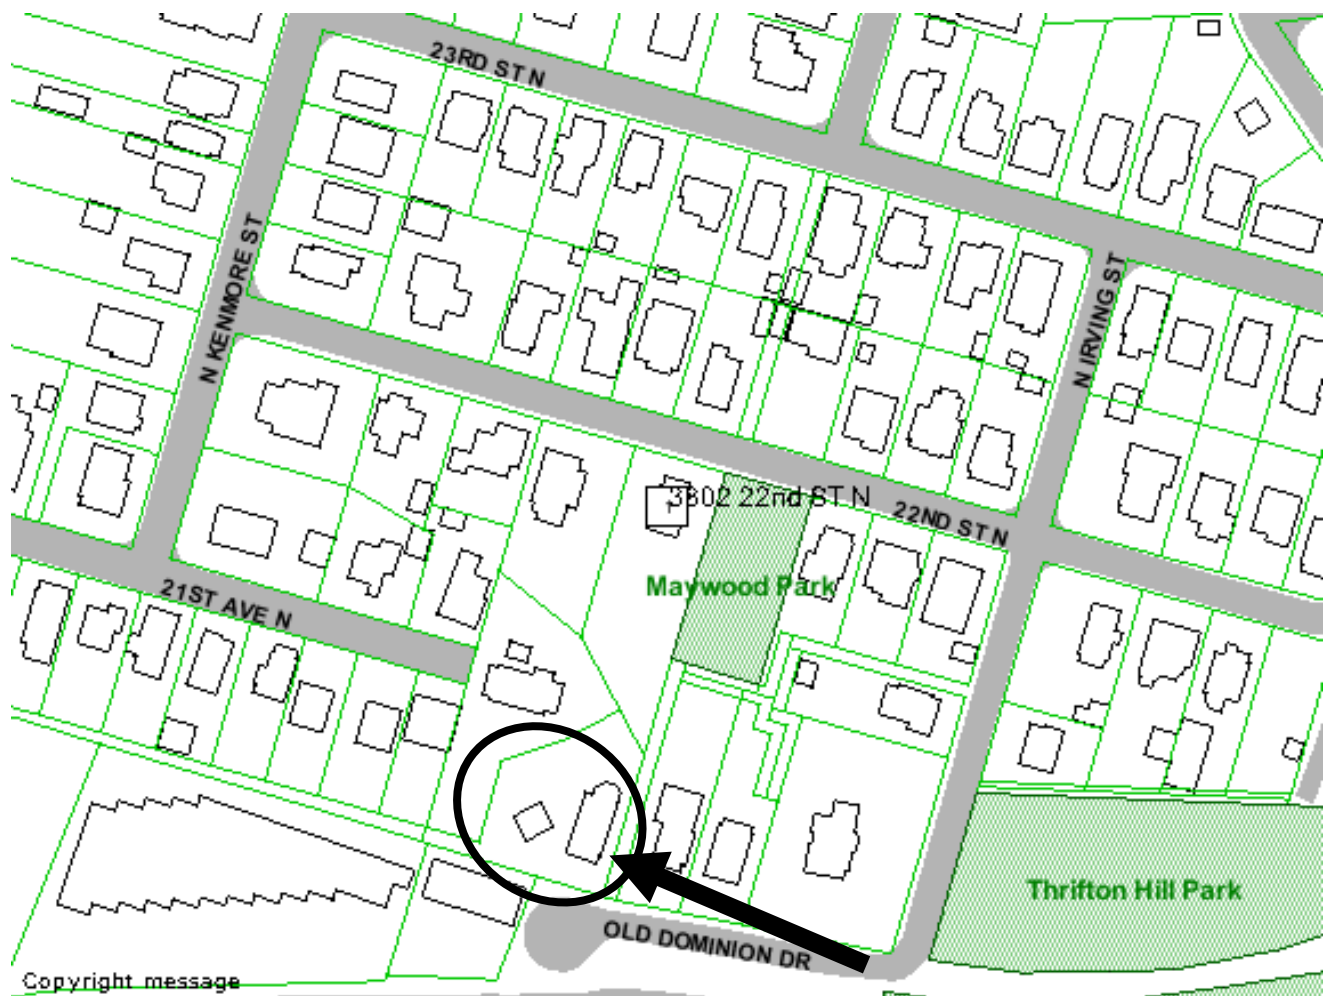 23RD ST N
N KENMORE ST
N IRVING ST
3802 22nd ST N
22ND ST N
Maywood Park
21ST AVE N
Thrifton Hill Park
OLD DOMINION DR
Copyright message